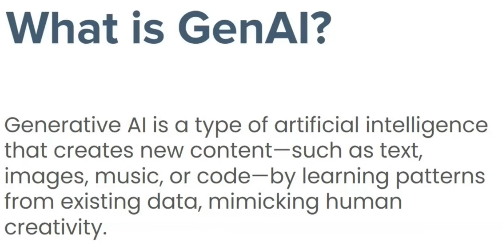 What is GenAI?
Generative AI is a type of artificial intelligence
that creates new content—such as text,
images, music, or code—by learning patterns
from existing data, mimicking human
creativity.